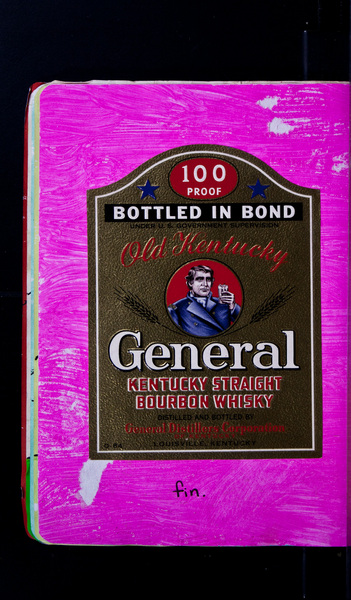 100
PROOF
BOTTLED IN BOND
UNDER U.S. GOVERNMENT SUPERVISION
Old Kentucky
General
KENTUCKY STRAIGHT
BOURBON WHISKY
DISTILLED AND BOTTLED BY
General Distillers Corporation
LOUISVILLE, KENTUCKY
fin.